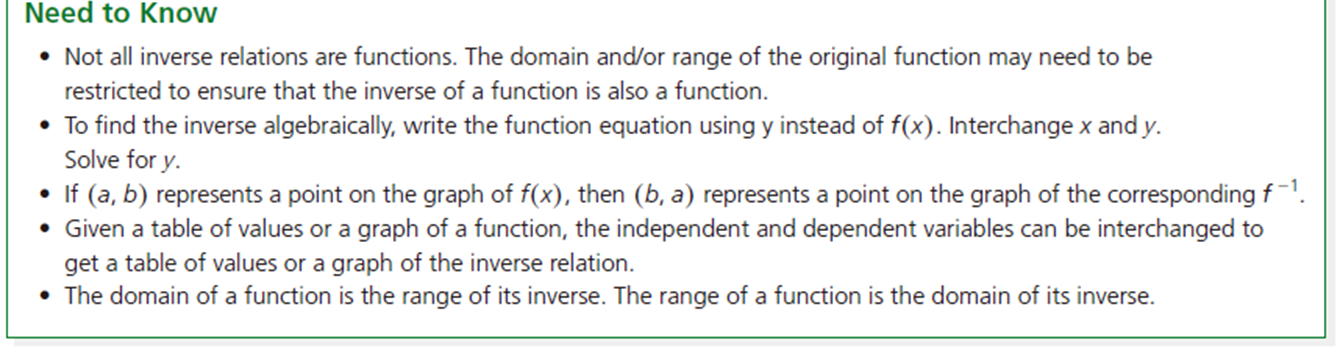 Need to Know
• Not all inverse relations are functions. The domain and/or range of the original function may need to be
restricted to ensure that the inverse of a function is also a function.
• To find the inverse algebraically, write the function equation using y instead of f(x). Interchange x and y.
Solve for y.
• If (a, b) represents a point on the graph of f(x), then (b, a) represents a point on the graph of the corresponding f⁻¹.
• Given a table of values or a graph of a function, the independent and dependent variables can be interchanged to
get a table of values or a graph of the inverse relation.
• The domain of a function is the range of its inverse. The range of a function is the domain of its inverse.